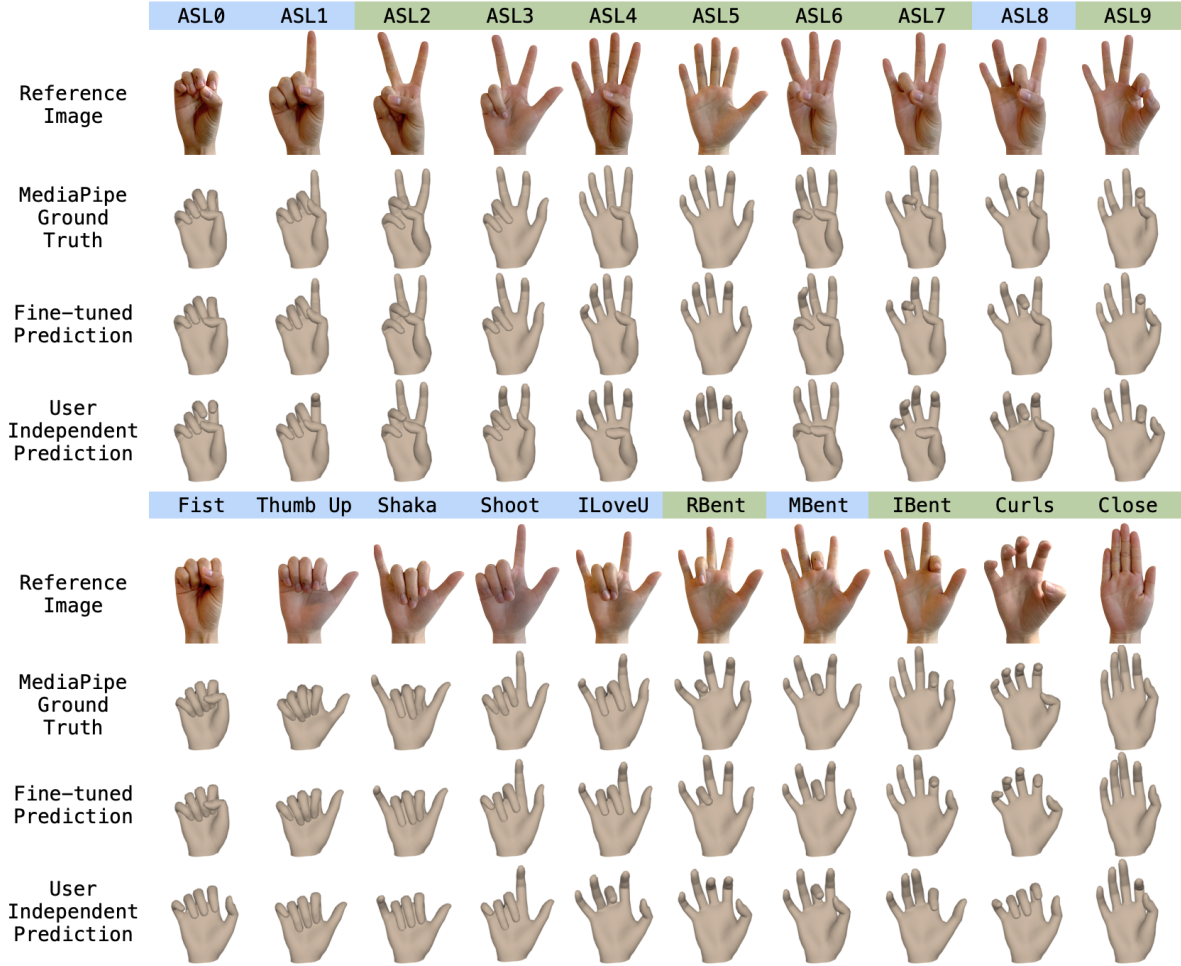 ASL0 ASL1 ASL2 ASL3 ASL4 ASL5 ASL6 ASL7 ASL8 ASL9
Reference
Image
MediaPipe
Ground
Truth
Fine-tuned
Prediction
User
Independent
Prediction
Fist Thumb Up Shaka Shoot ILoveU RBent MBent IBent Curls Close
Reference
Image
MediaPipe
Ground
Truth
Fine-tuned
Prediction
User
Independent
Prediction